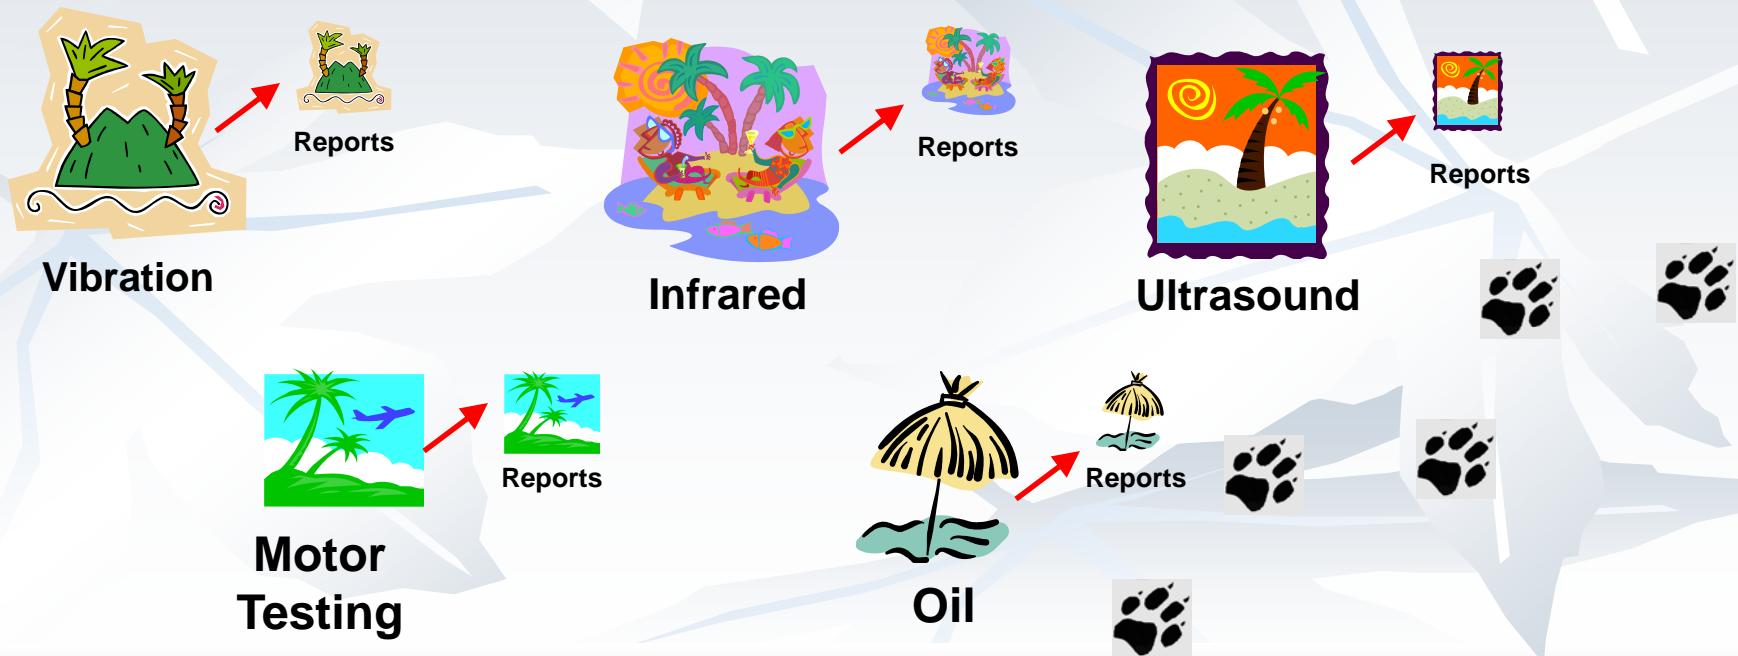 Reports
Vibration
Reports
Infrared
Reports
Ultrasound
Reports
Motor
Testing
Reports
Oil